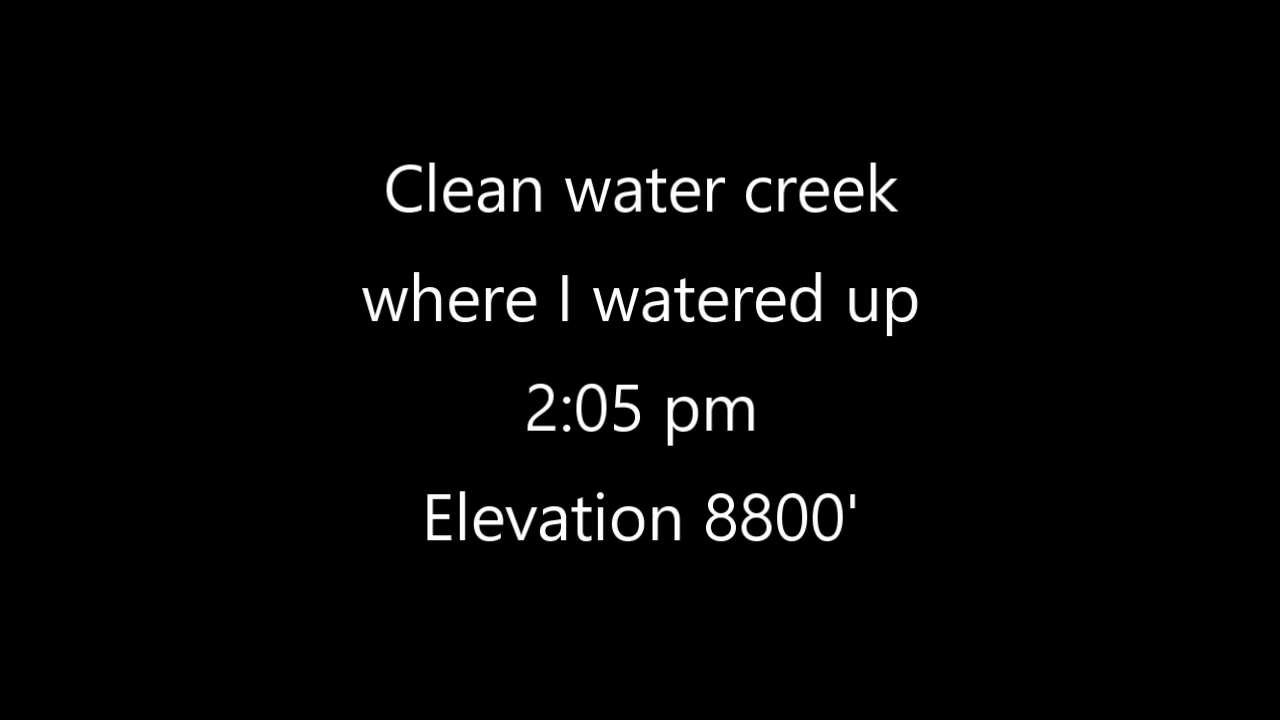 Clean water creek
where I watered up
2:05 pm
Elevation 8800'